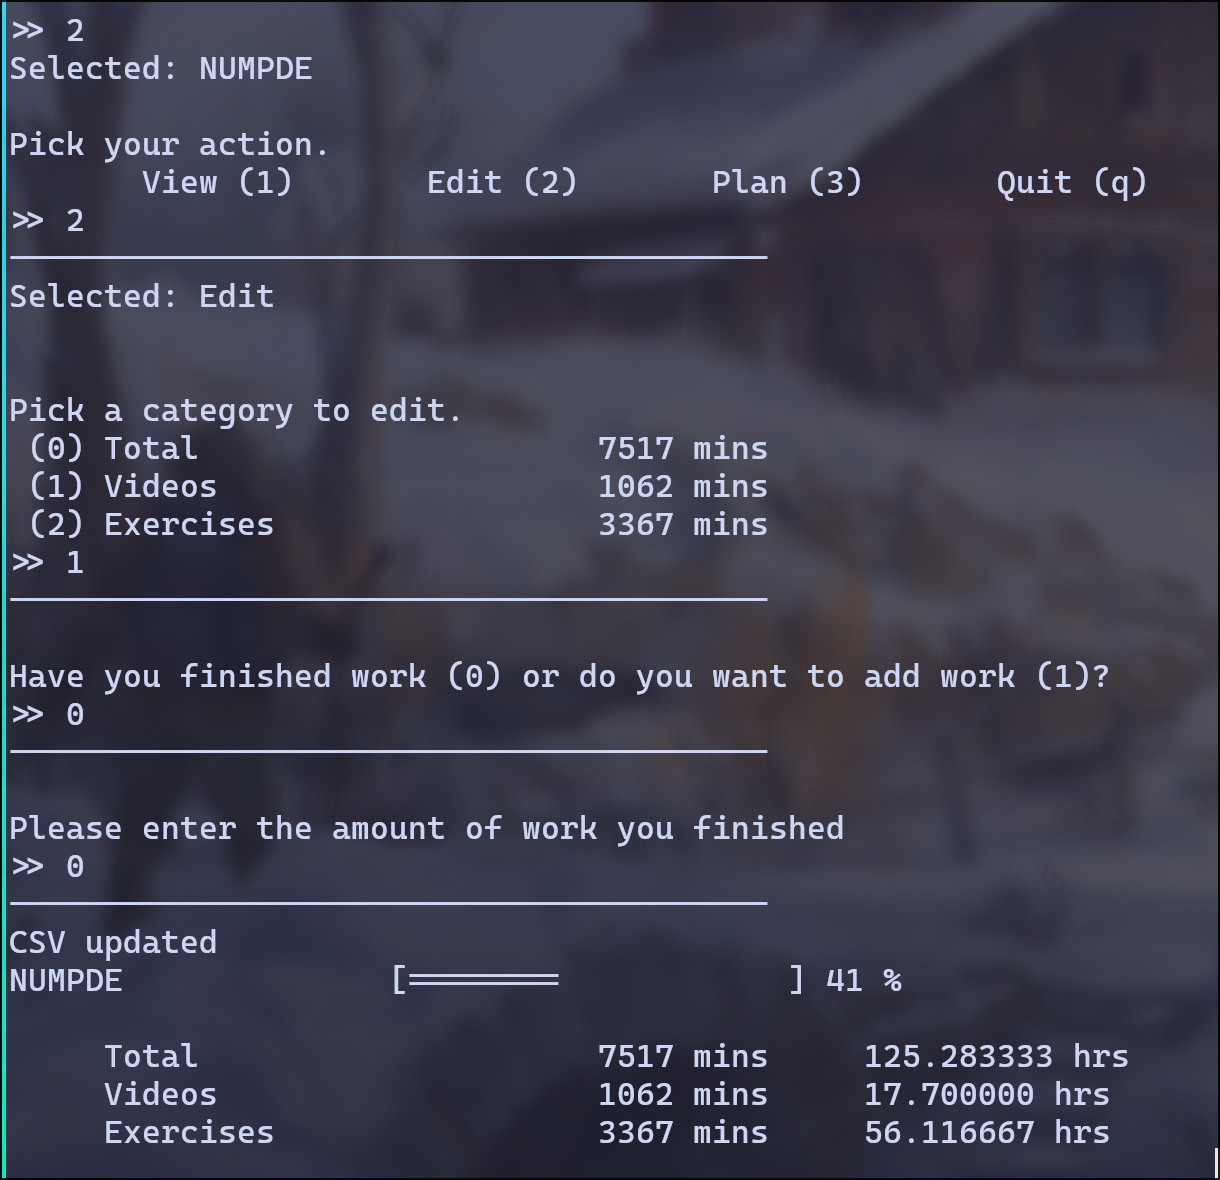 >> 2
Selected: NUMPDE
Pick your action.
View (1) Edit (2) Plan (3) Quit (q)
>> 2
Selected: Edit
Pick a category to edit.
(0) Total 7517 mins
(1) Videos 1062 mins
(2) Exercises 3367 mins
>> 1
Have you finished work (0) or do you want to add work (1)?
>> 0
Please enter the amount of work you finished
>> 0
CSV updated
NUMPDE [======== ] 41 %
Total 7517 mins 125.283333 hrs
Videos 1062 mins 17.700000 hrs
Exercises 3367 mins 56.116667 hrs